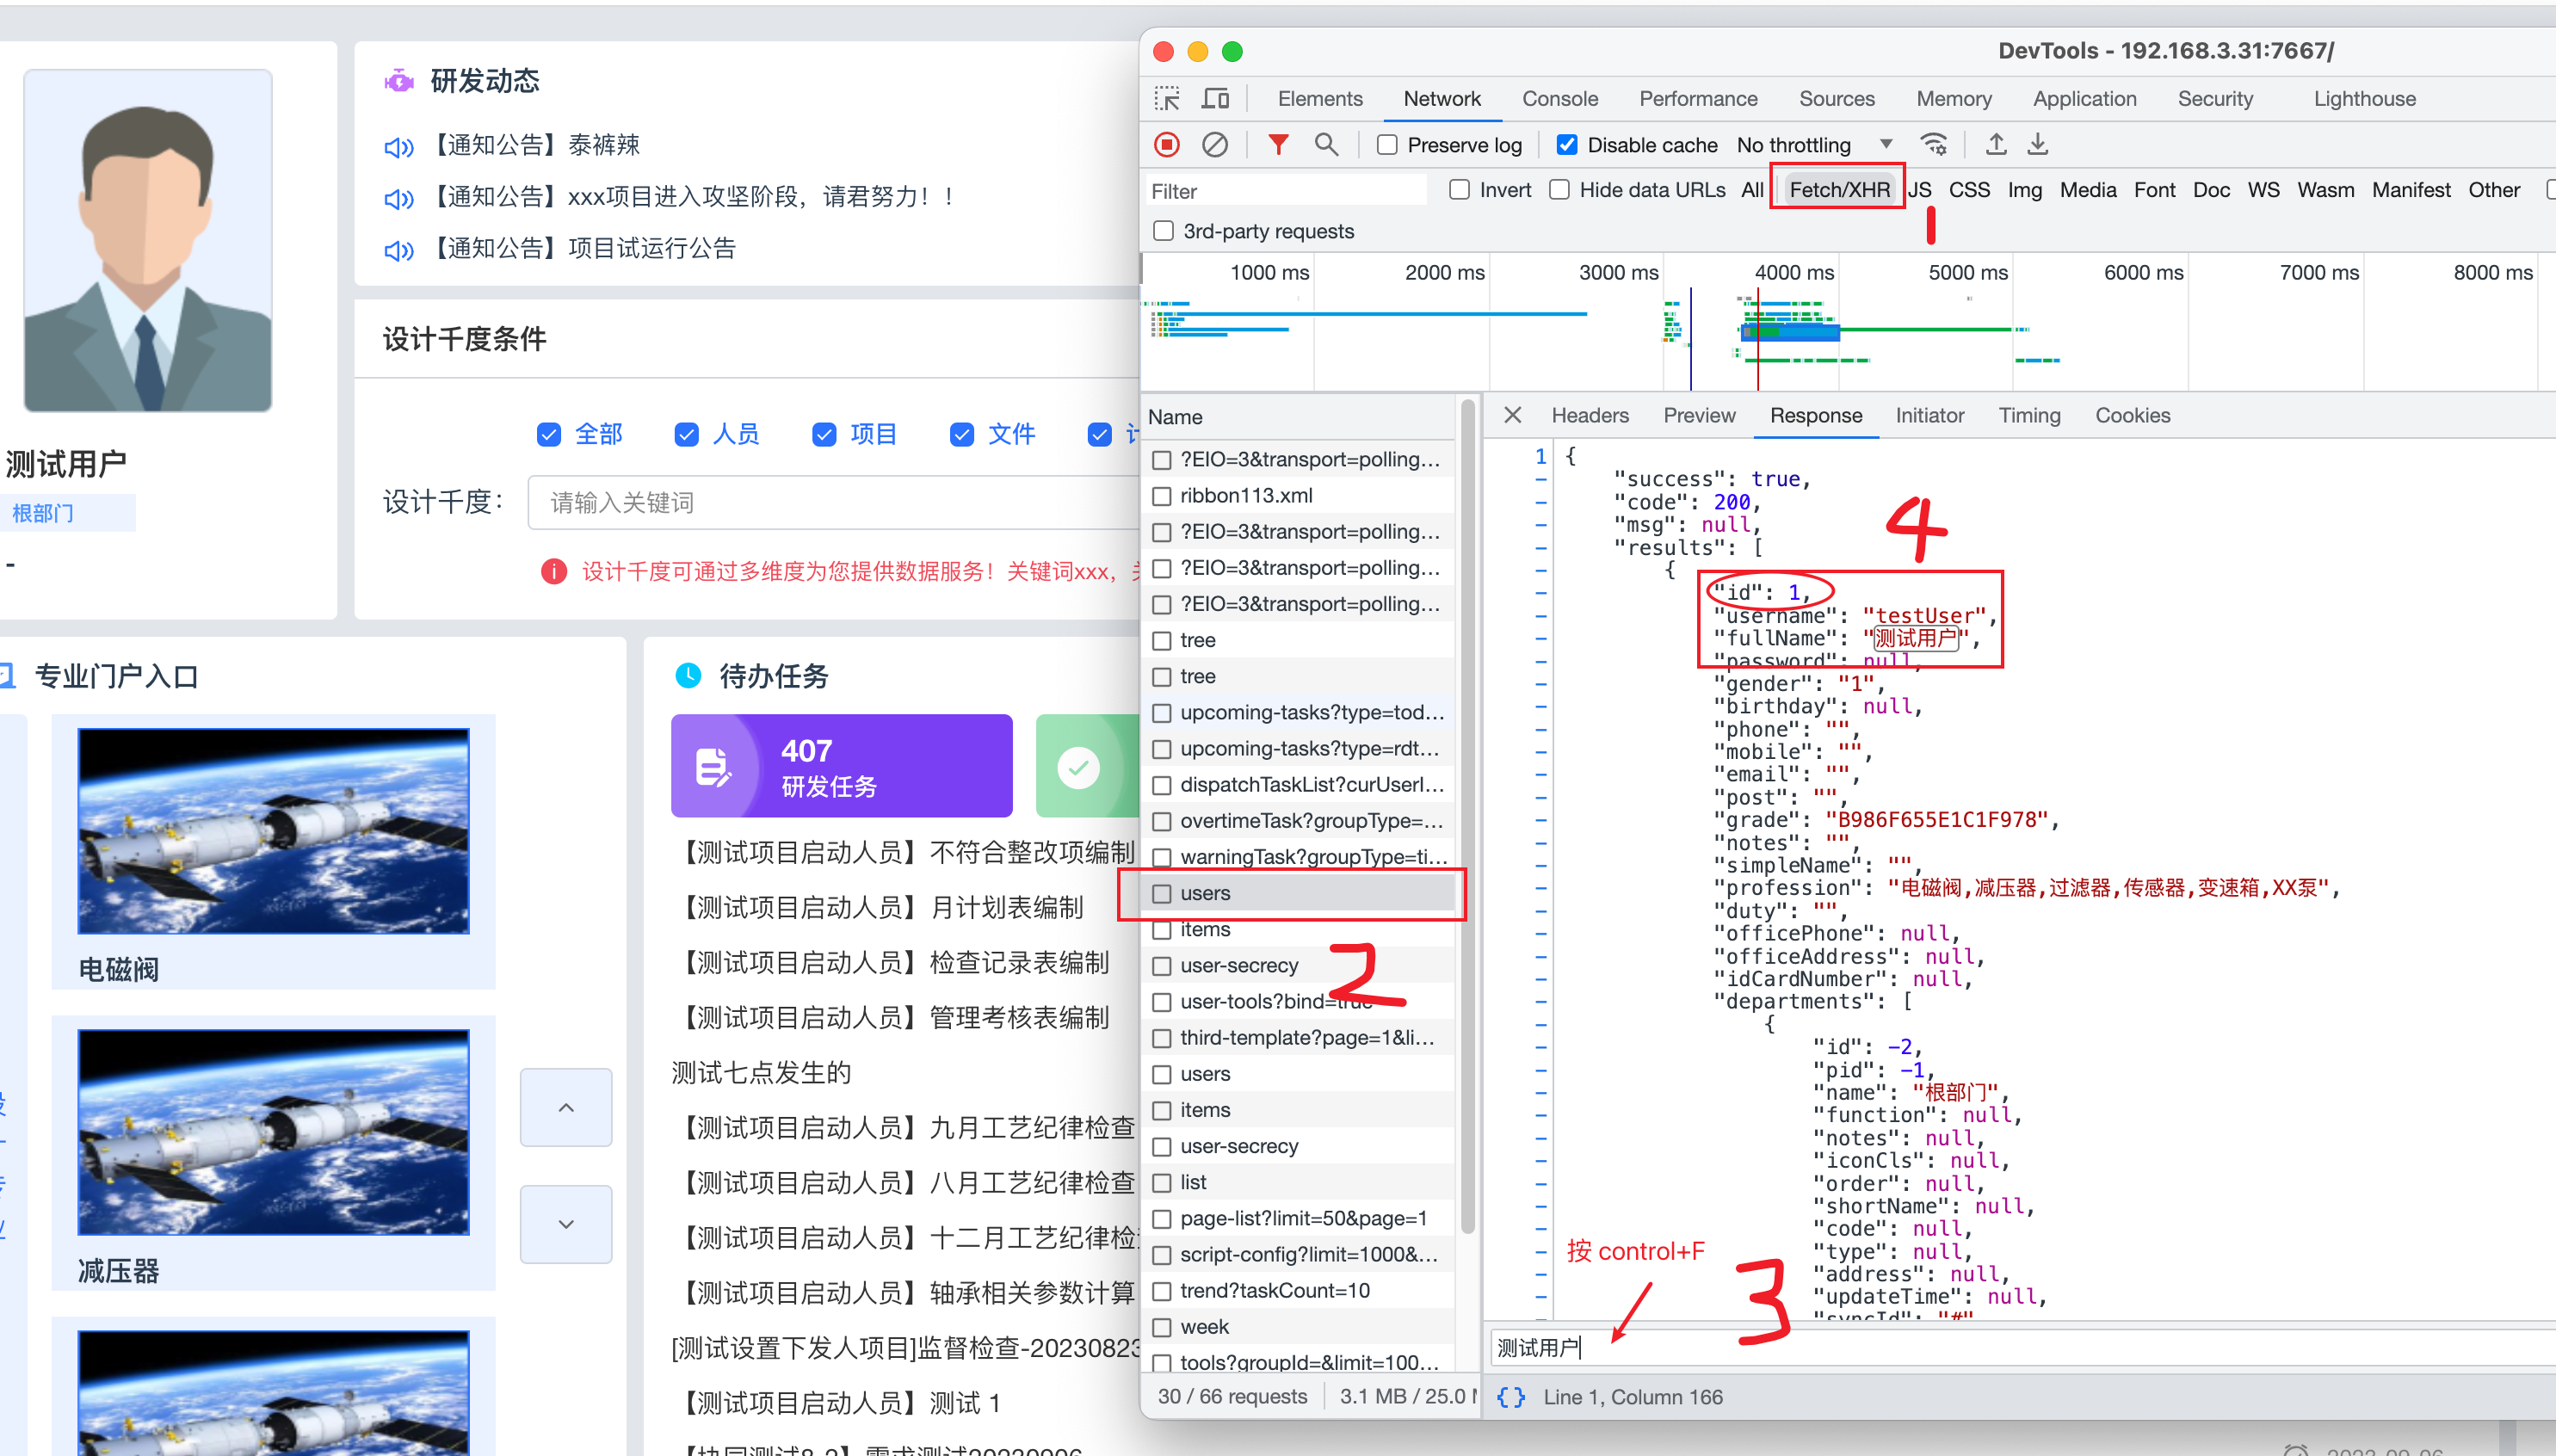 测试用户
根部门
-
研发动态
【通知公告】泰裤辣
【通知公告】xxx项目进入攻坚阶段，请君努力！！
【通知公告】项目试运行公告
设计千度条件
全部
人员
项目
文件
设计千度：
请输入关键词
设计千度可通过多维度为您提供数据服务！关键词xxx，
专业门户入口
电磁阀
减压器
待办任务
407
研发任务
【测试项目启动人员】不符合整改项编制
【测试项目启动人员】月计划表编制
【测试项目启动人员】检查记录表编制
【测试项目启动人员】管理考核表编制
测试七点发生的
【测试项目启动人员】九月工艺纪律检查
【测试项目启动人员】八月工艺纪律检查
【测试项目启动人员】十二月工艺纪律检
【测试项目启动人员】轴承相关参数计算
[测试设置下发人项目]监督检查-20230823
【测试项目启动人员】测试 1
DevTools - 192.168.3.31:7667/
Elements Network Console Performance Sources Memory Application Security Lighthouse
Preserve log Disable cache No throttling
Filter Invert Hide data URLs All Fetch/XHR JS CSS Img Media Font Doc WS Wasm Manifest Other
1
3rd-party requests
1000 ms 2000 ms 3000 ms 4000 ms 5000 ms 6000 ms 7000 ms 8000 ms
Name
?EIO=3&transport=polling…
ribbon113.xml
?EIO=3&transport=polling…
?EIO=3&transport=polling…
?EIO=3&transport=polling…
tree
tree
upcoming-tasks?type=tod…
upcoming-tasks?type=rdt…
dispatchTaskList?curUserI…
overtimeTask?groupType=…
warningTask?groupType=ti…
users
items
user-secrecy
2
user-tools?bind=true
third-template?page=1&li…
users
items
user-secrecy
list
page-list?limit=50&page=1
script-config?limit=1000&…
trend?taskCount=10
week
tools?groupId=&limit=100…
30 / 66 requests 3.1 MB / 25.0
Headers Preview Response Initiator Timing Cookies
1 {
"success": true,
"code": 200,
"msg": null,
"results": [
4
{
"id": 1,
"username": "testUser",
"fullName": "测试用户",
"password": null,
"gender": "1",
"birthday": null,
"phone": "",
"mobile": "",
"email": "",
"post": "",
"grade": "B986F655E1C1F978",
"notes": "",
"simpleName": "",
"profession": "电磁阀,减压器,过滤器,传感器,变速箱,XX泵",
"duty": "",
"officePhone": null,
"officeAddress": null,
"idCardNumber": null,
"departments": [
{
"id": -2,
"pid": -1,
"name": "根部门",
"function": null,
"notes": null,
"iconCls": null,
"order": null,
"shortName": null,
"code": null,
"type": null,
"address": null,
"updateTime": null,
"syncId": "#"
按 control+F
3
测试用户
{ } Line 1, Column 166